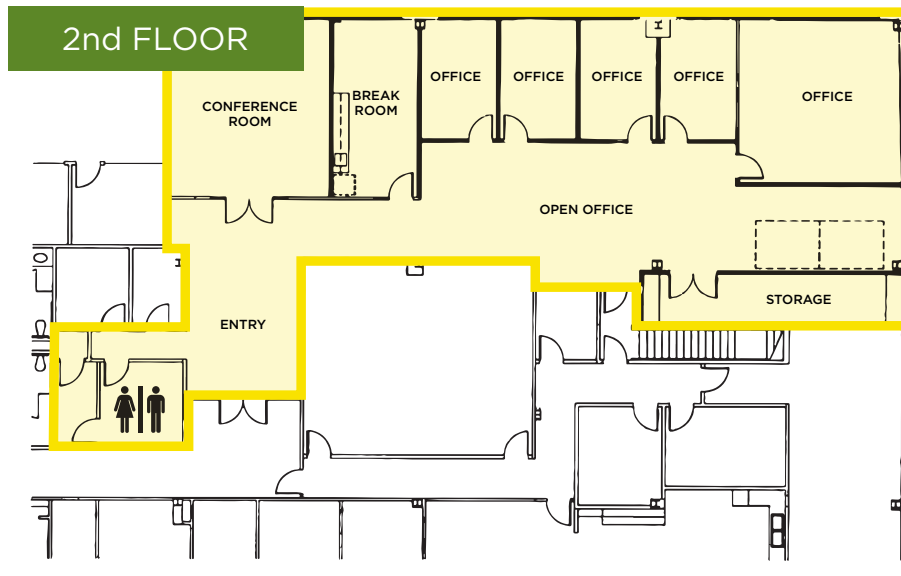 2nd FLOOR
OFFICE
OFFICE
OFFICE
OFFICE
CONFERENCE
ROOM
BREAK
ROOM
OFFICE
OPEN OFFICE
STORAGE
ENTRY